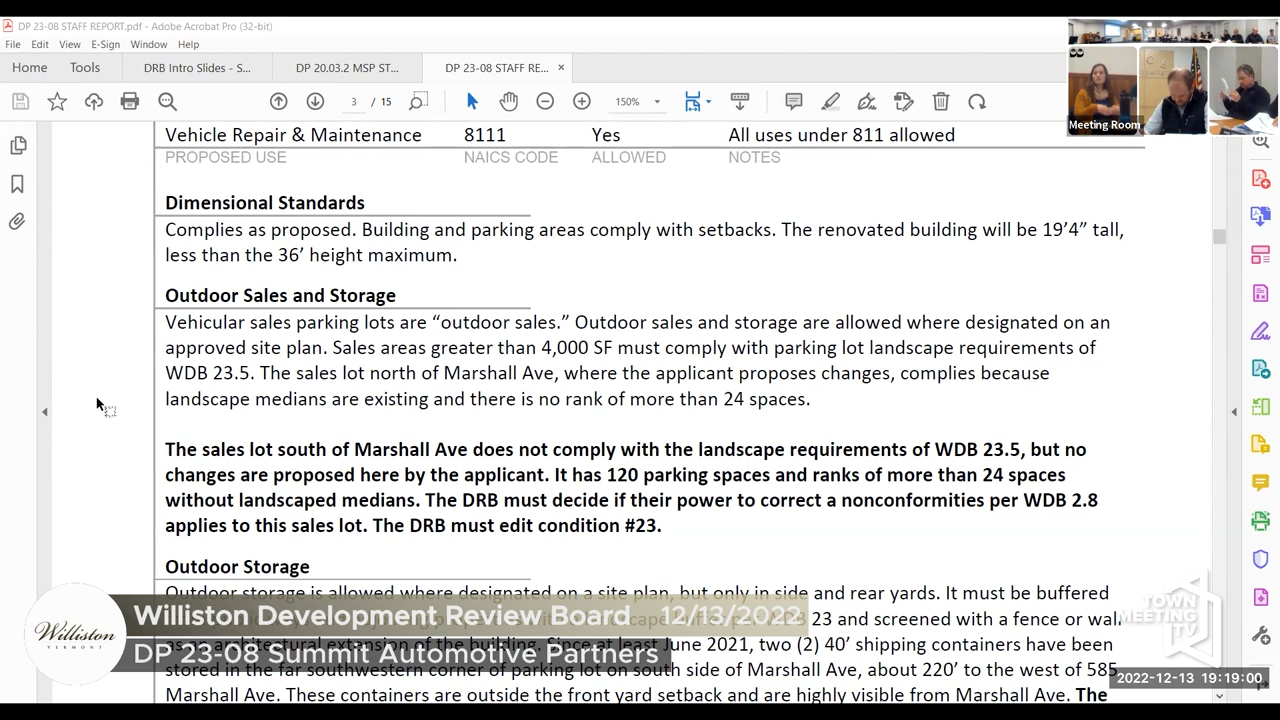 DP 23-08 STAFF REPORT.pdf - Adobe Acrobat Pro (32-bit)
File Edit View E-Sign Window Help
Home Tools DRB Intro Slides - S... DP 20.03.2 MSP ST... DP 23-08 STAFF RE... ×
3 / 15 150%
Meeting Room
Vehicle Repair & Maintenence 8111 Yes All uses under 811 allowed
PROPOSED USE NAICS CODE ALLOWED NOTES
Dimensional Standards
Complies as proposed. Building and parking areas comply with setbacks. The renovated building will be 19’4” tall,
less than the 36’ height maximum.
Outdoor Sales and Storage
Vehicular sales parking lots are “outdoor sales.” Outdoor sales and storage are allowed where designated on an
approved site plan. Sales areas greater than 4,000 SF must comply with parking lot landscape requirements of
WDB 23.5. The sales lot north of Marshall Ave, where the applicant proposes changes, complies because
landscape medians are existing and there is no rank of more than 24 spaces.
The sales lot south of Marshall Ave does not comply with the landscape requirements of WDB 23.5, but no
changes are proposed here by the applicant. It has 120 parking spaces and ranks of more than 24 spaces
without landscaped medians. The DRB must decide if their power to correct a nonconformities per WDB 2.8
applies to this sales lot. The DRB must edit condition #23.
Outdoor Storage
Outdoor storage is allowed where designated on a site plan, but only in side and rear yards. It must be buffered
23 and screened with a fence or wall
as an architectural extension of the building. Since at least June 2021, two (2) 40’ shipping containers have been
stored in the far southwestern corner of parking lot on south side of Marshall Ave, about 220’ to the west of 585
Marshall Ave. These containers are outside the front yard setback and are highly visible from Marshall Ave. The
Williston Development Review Board 12/13/2022
DP 23-08 Summit Automotive Partners
Williston
VERMONT
TOWN
MEETING
TV
2022-12-13 19:19:00